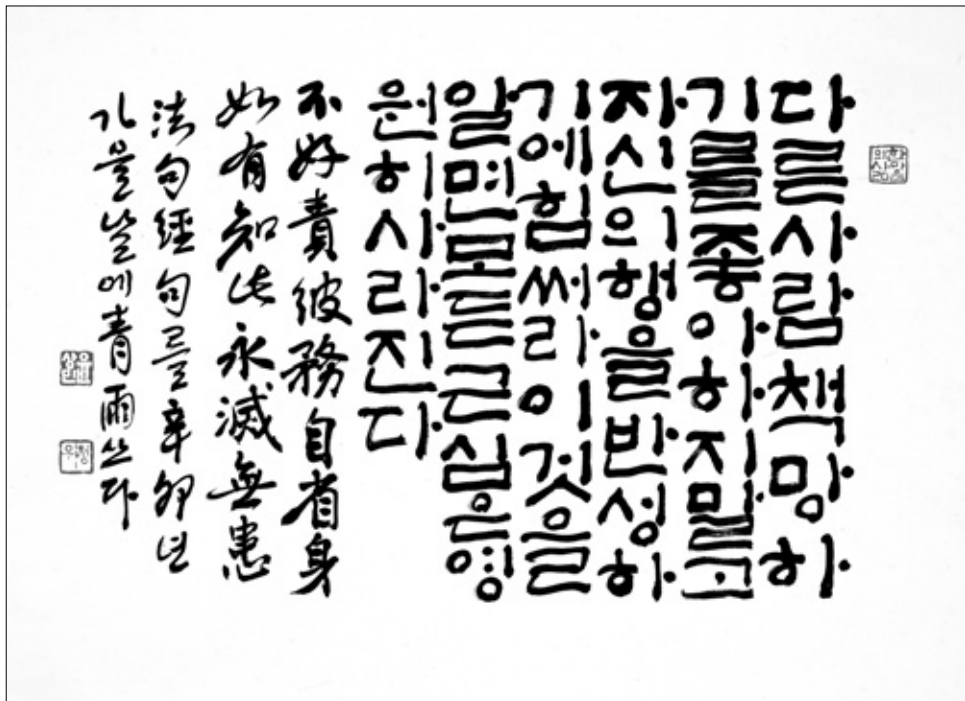 다를사람책망하
기를좋아하지말고
자신의행을반성하
기에힘써라이것을
알면모든근심은영
원히사라진다
不好責彼務自省身
如有知此永滅無患
法句經句를辛卯년
가을날에靑雨쓰다